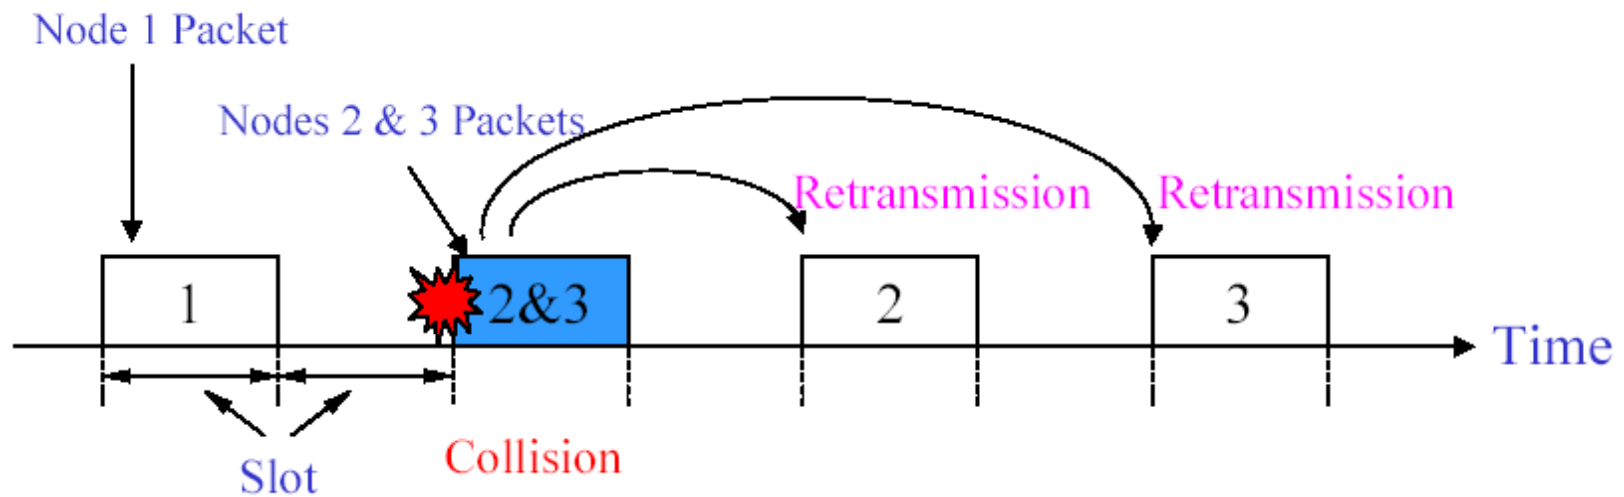 Node 1 Packet
Nodes 2 & 3 Packets
Retransmission
Retransmission
1
2&3
2
3
Time
Slot
Collision